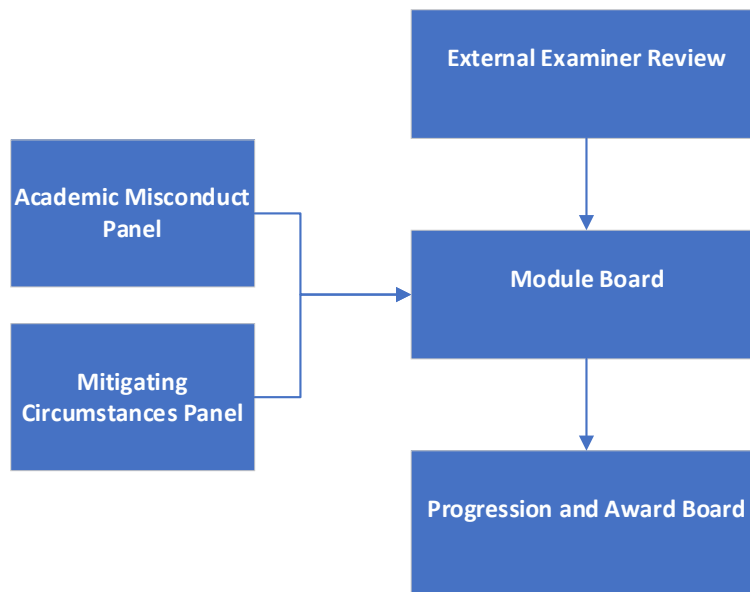 External Examiner Review
Academic Misconduct
Panel
Module Board
Mitigating
Circumstances Panel
Progression and Award Board